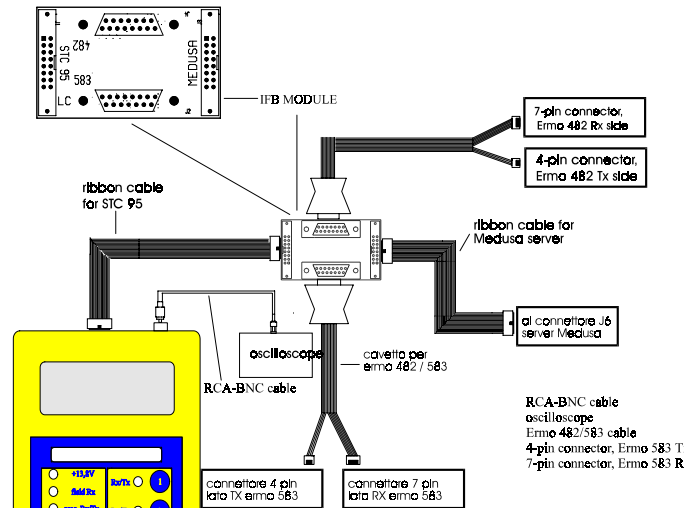 482
583
STC 95
LC
MEDUSA
J2
IFB MODULE
7-pin connector,
Ermo 482 Rx side
4-pin connector,
Ermo 482 Tx side
ribbon cable
for STC 95
ribbon cable for
Medusa server
al connettore J6
server Medusa
oscilloscope
RCA-BNC cable
cavetto per
ermo 482 / 583
connettore 4 pin
lato TX ermo 583
connettore 7 pin
lato RX ermo 583
RCA-BNC cable
oscilloscope
Ermo 482/583 cable
4-pin connector, Ermo 583 T
7-pin connector, Ermo 583 R
+13,8V
field Rx
Rx/Tx
1